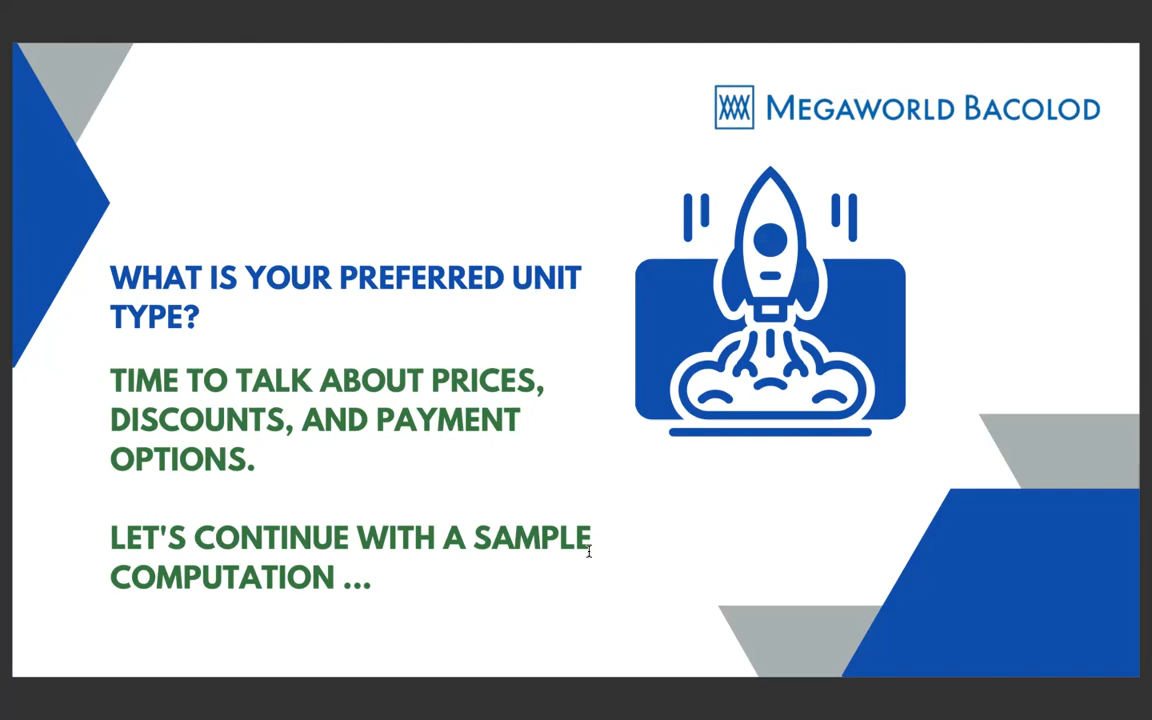 MEGAWORLD BACOLOD
WHAT IS YOUR PREFERRED UNIT
TYPE?
TIME TO TALK ABOUT PRICES,
DISCOUNTS, AND PAYMENT
OPTIONS.
LET'S CONTINUE WITH A SAMPLE
COMPUTATION ...